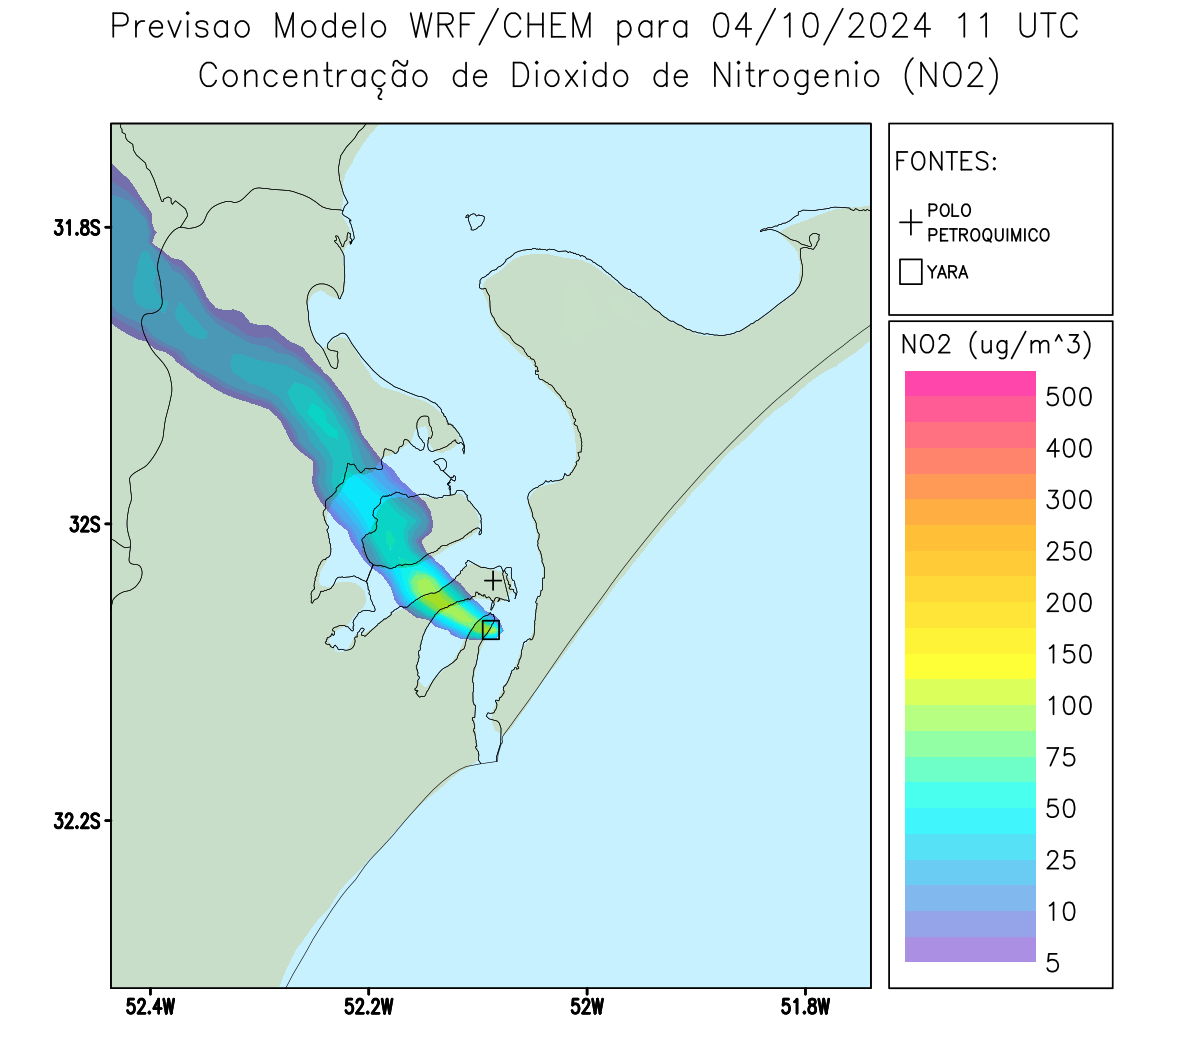 Previsao Modelo WRF/CHEM para 04/10/2024 11 UTC
Concentração de Dioxido de Nitrogenio (NO2)
FONTES:
POLO
PETROQUIMICO
YARA
NO2 (ug/m^3)
500
400
300
250
200
150
100
75
50
25
10
5
31.8S
32S
32.2S
52.4W
52.2W
52W
51.8W